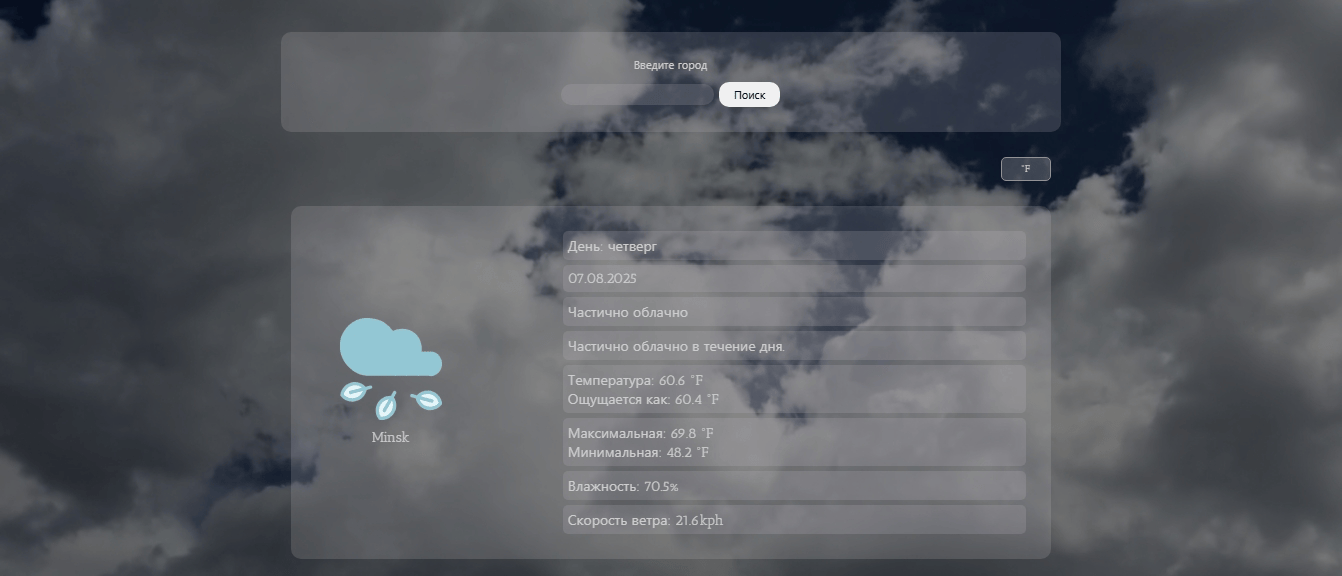 Введите город
Поиск
°F
День: четверг
07.08.2025
Частично облачно
Частично облачно в течение дня.
Температура: 60.6 °F
Ощущается как: 60.4 °F
Максимальная: 69.8 °F
Минимальная: 48.2 °F
Влажность: 70.5%
Скорость ветра: 21.6kph
Minsk